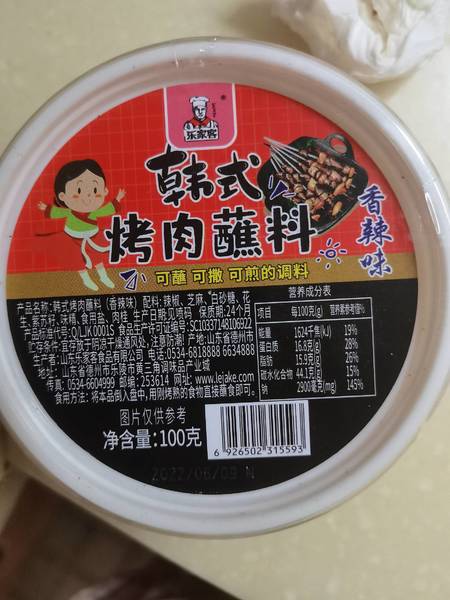 乐家客
韩式
烤肉蘸料
香辣味
可蘸 可撒 可煎的调料
产品名称:韩式烤肉蘸料(香辣味) 配料:辣椒、芝麻、白砂糖、花
生、紫苏籽、味精、食用盐、肉桂 生产日期:见喷码 保质期:24个月
产品标准号:Q/LJK0001S 食品生产许可证编号:SC10337148106922
贮存条件:宜存放于阴凉干燥通风处,注意防潮! 产地:山东省德州市
生产者:山东乐家客食品有限公司 电话:0534-6818888 6634888
地址:山东省德州市乐陵市黄三角调味品产业城
传真:0534-6604999 邮编:253614 网址:www.lejake.com
食用方法:将本品倒入盘中,用刚烤熟的食物直接蘸食即可。
营养成分表
项目 每100克(g) 营养素参考值%
能量 1624千焦(kJ) 19%
蛋白质 16.8克(g) 28%
脂肪 15.9克(g) 26%
碳水化合物 44.1克(g) 15%
钠 2900毫克(mg) 145%
图片仅供参考
净含量:100克
6 926502 315593
2022/06/09 N